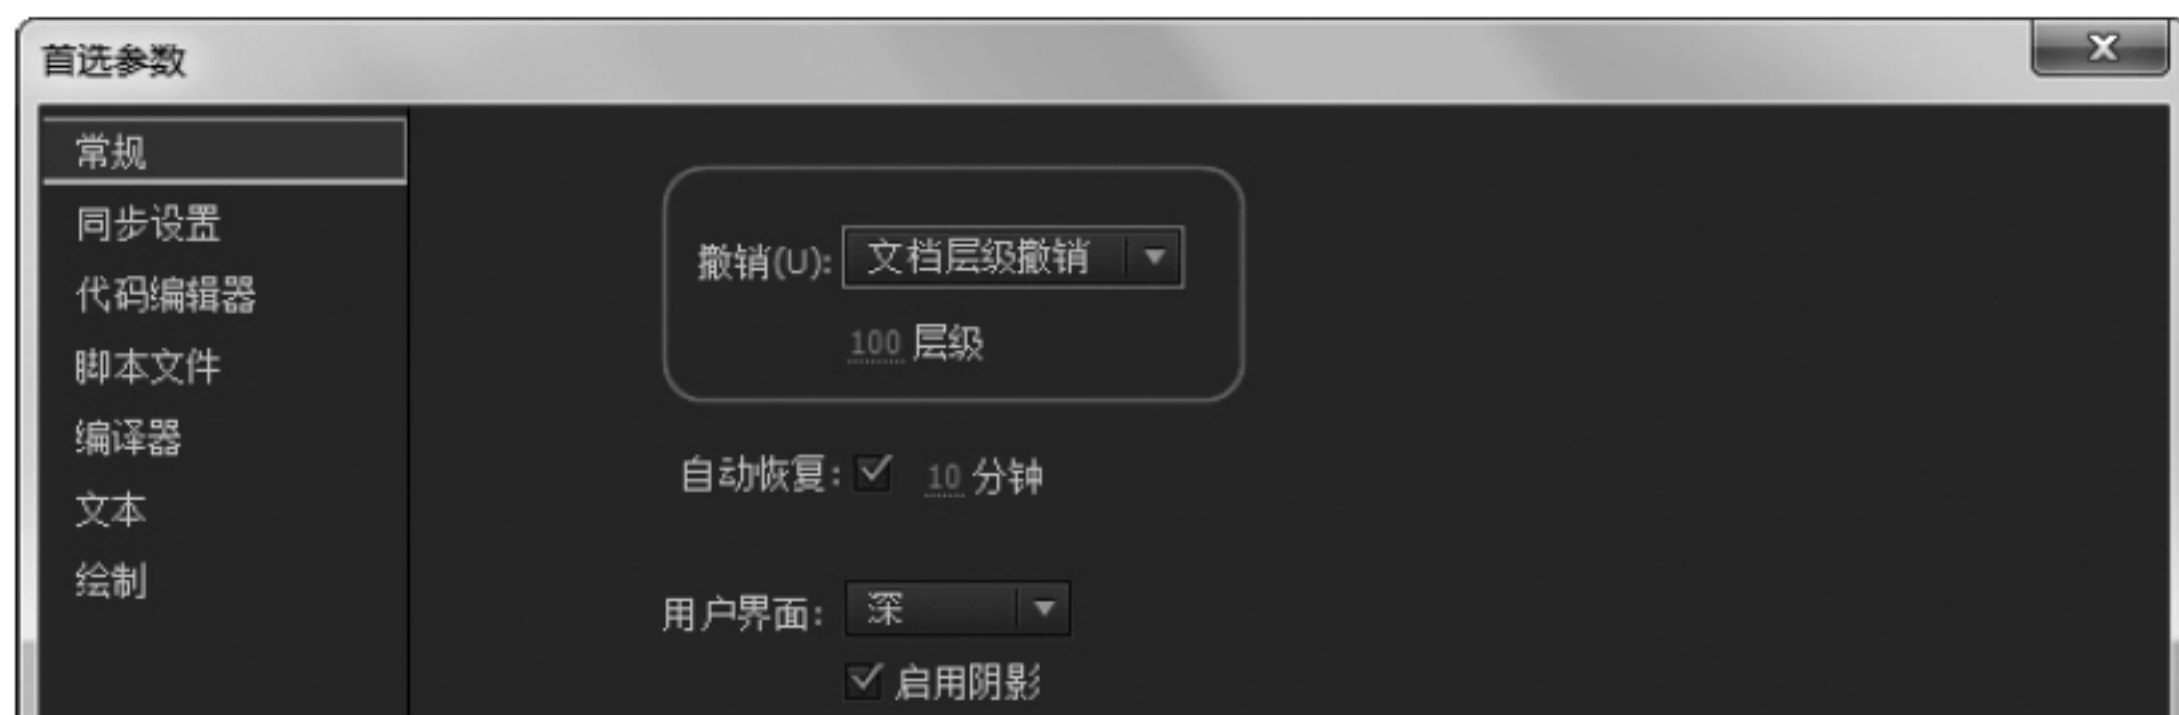 首选参数
常规
同步设置
代码编辑器
脚本文件
编译器
文本
绘制
撤销(U): 文档层级撤销
100 层级
自动恢复: 10 分钟
用户界面: 深
启用阴影